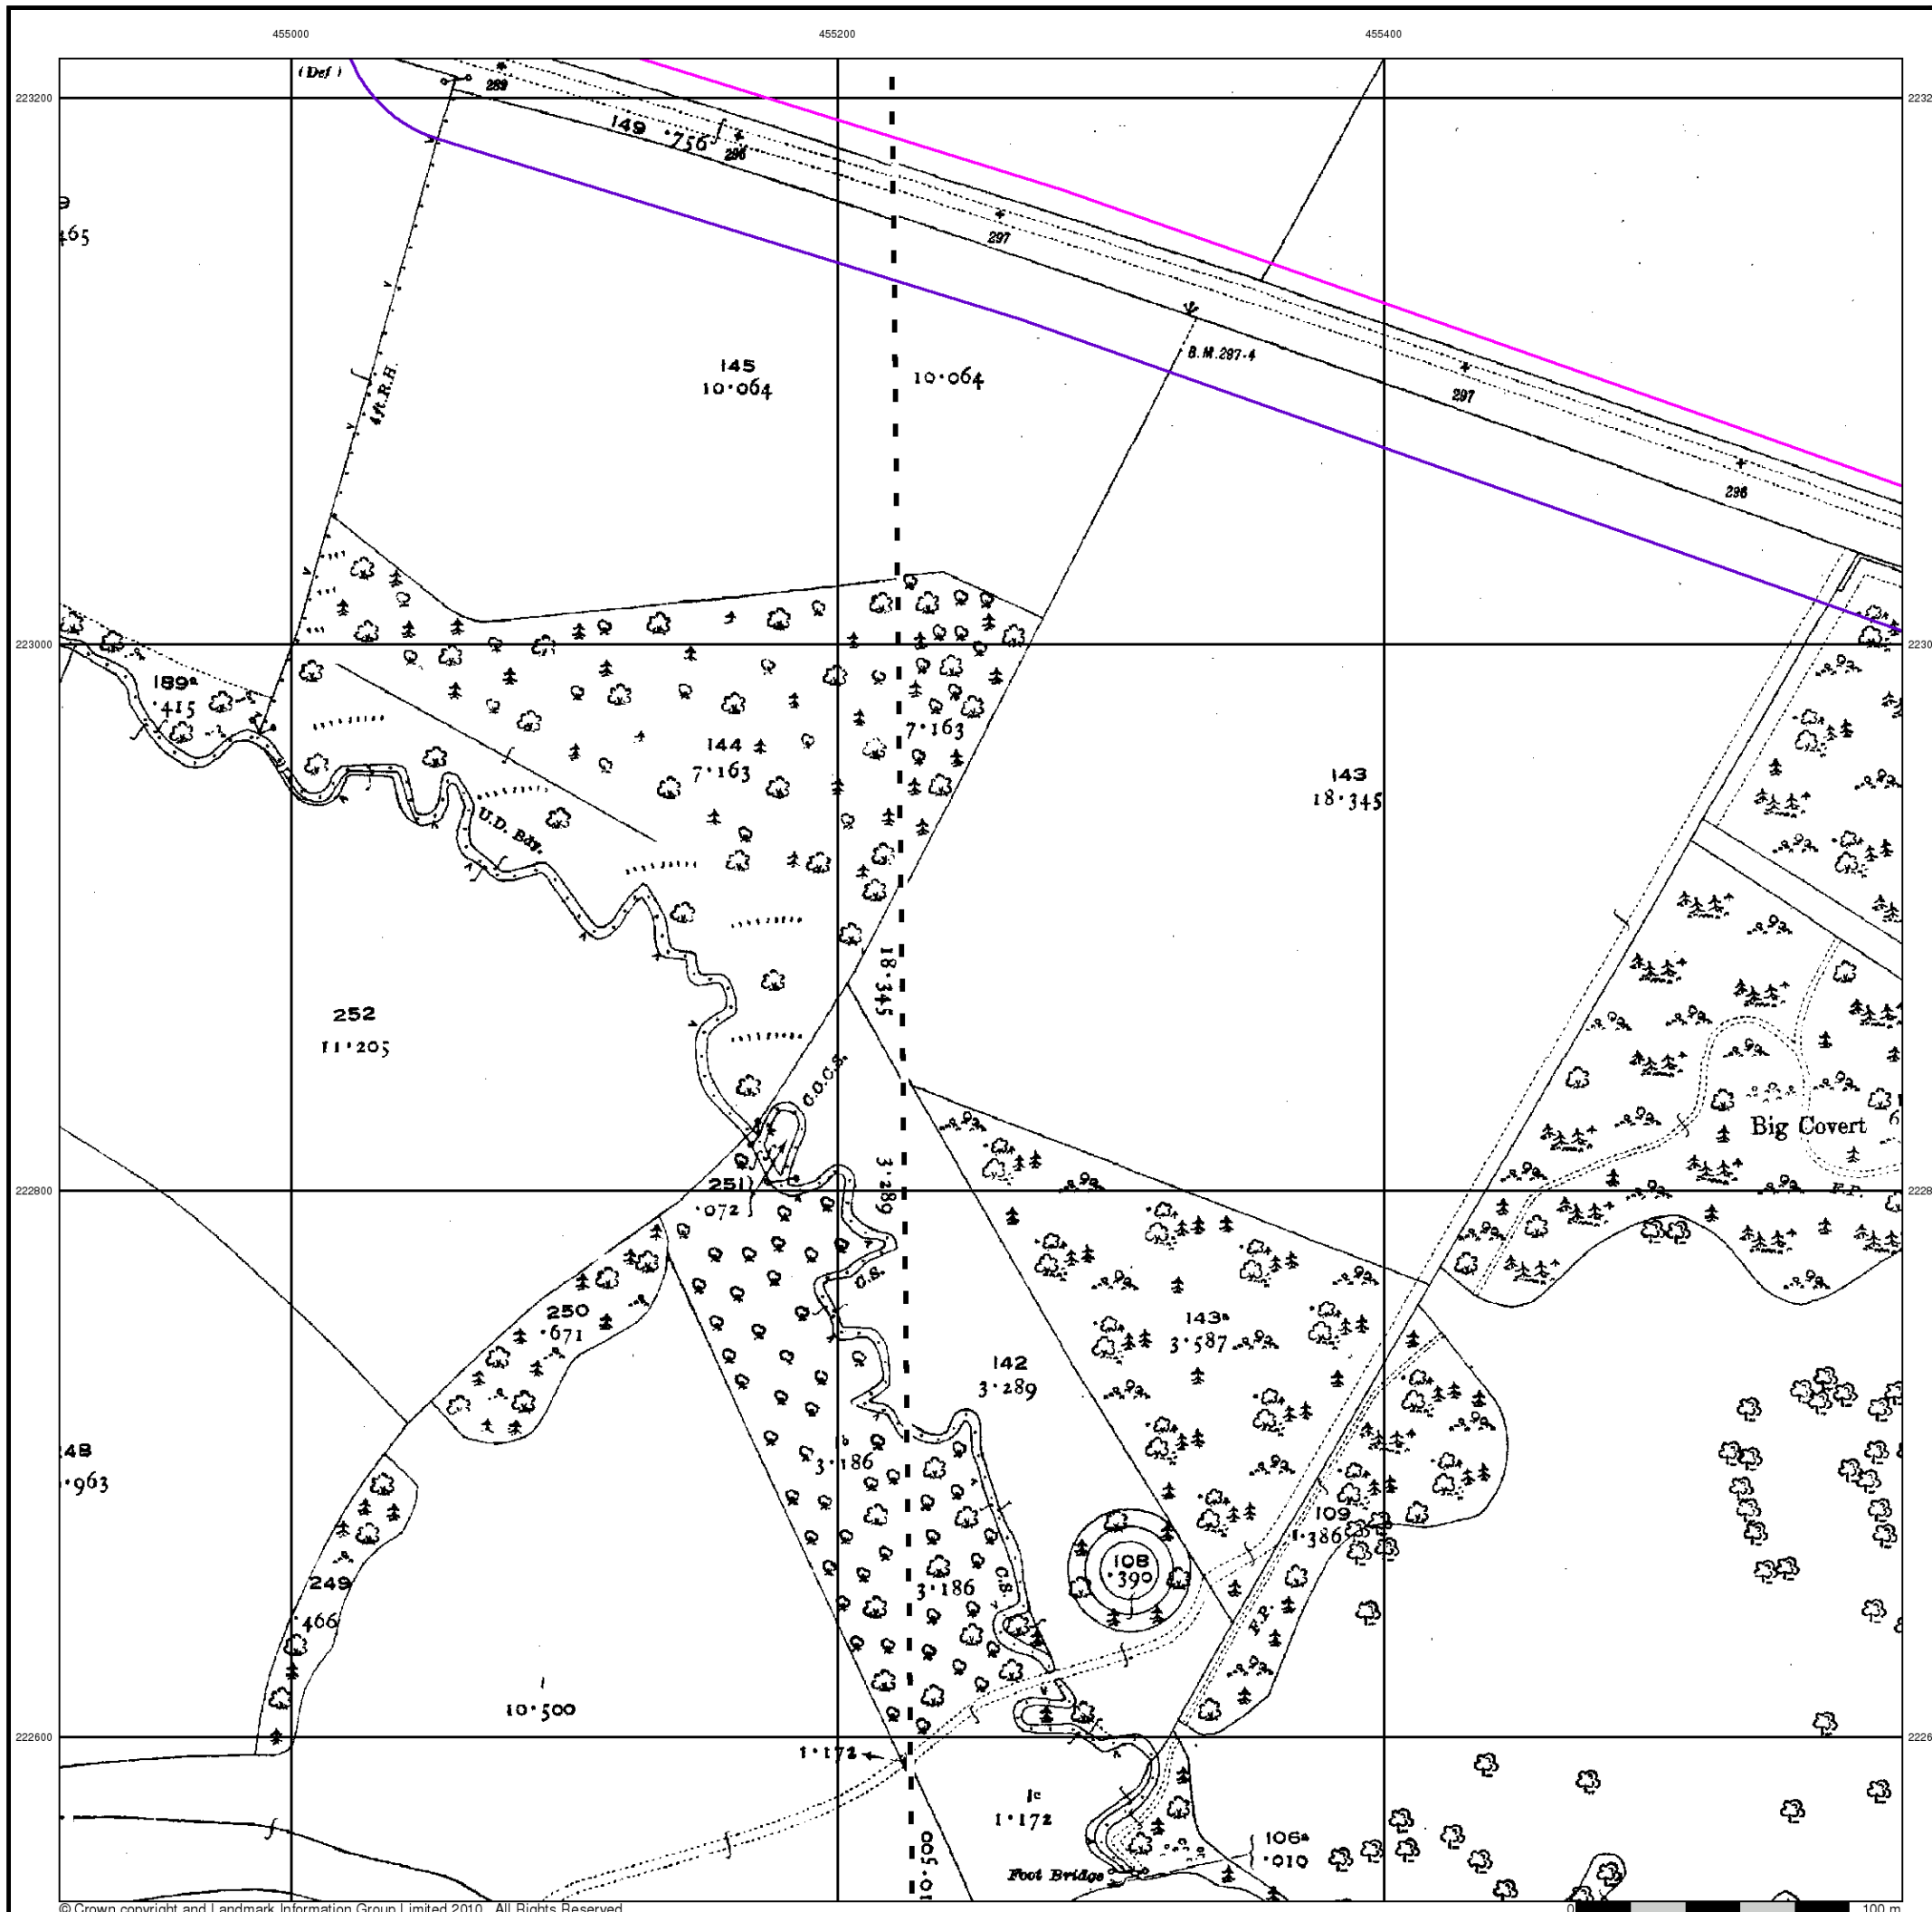 455000
455200
455400
223200
(Def)
289
149 ·756
296
297
465
145
10·064
10·064
B.M.297·4
4ft.R.H.
297
296
223000
189a
·415
144
7·163
7·163
143
18·345
U.D. Bdy.
18·345
252
11·205
C.O.C.S.
Big Covert
222800
251
·072
3·289
F.P.
C.S.
250
·671
143a
3·587
142
3·289
·963
3·186
249
·466
3·186
C.S.
108
·390
109
1·386
F.P.
1
10·500
222600
1·172
1c
1·172
10·500
106a
·010
Foot Bridge
© Crown copyright and Landmark Information Group Limited 2010. All Rights Reserved.
0
100 m